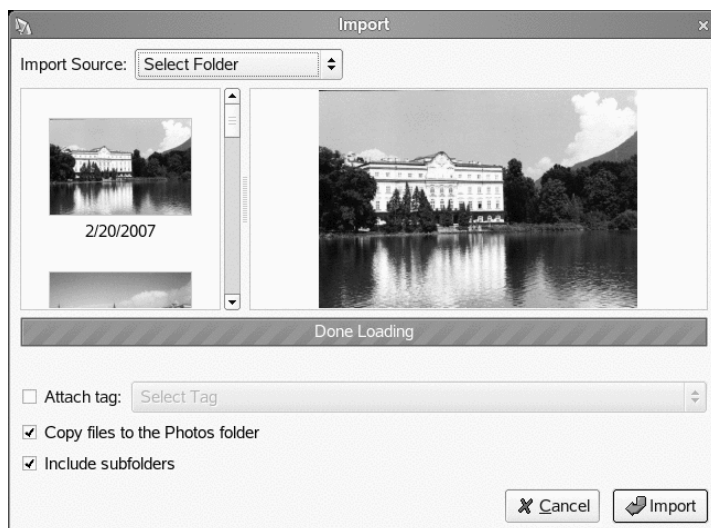 Import
Import Source: Select Folder
2/20/2007
Done Loading
Attach tag: Select Tag
Copy files to the Photos folder
Include subfolders
Cancel Import